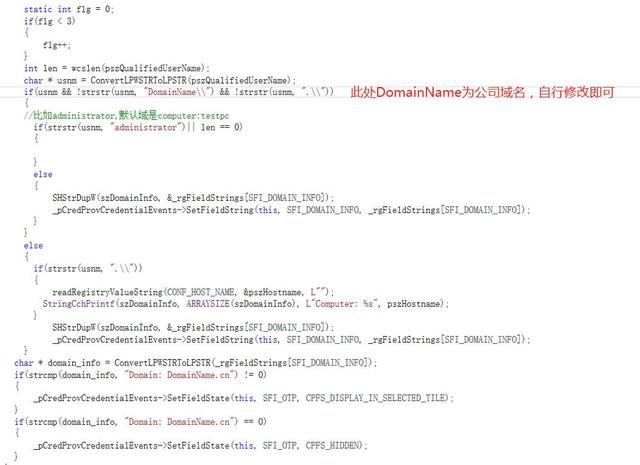 static int flg = 0;
if(flg < 3)
{
flg++;
}
int len = wcslen(pszQualifiedUserName);
char * usnm = ConvertLPWSTRToLPSTR(pszQualifiedUserName);
if(usnm && !strstr(usnm, "DomainName\\") && !strstr(usnm, ".\\")) 此处DomainName为公司域名，自行修改即可
{
//比如administrator,默认域是computer:testpc
if(strstr(usnm, "administrator")|| len == 0)
{
}
else
{
SHStrDupW(szDomainInfo, &_rgFieldStrings[SFI_DOMAIN_INFO]);
_pCredProvCredentialEvents->SetFieldString(this, SFI_DOMAIN_INFO, _rgFieldStrings[SFI_DOMAIN_INFO]);
}
}
else
{
if(strstr(usnm, ".\\"))
{
readRegistryValueString(CONF_HOST_NAME, &pszHostname, L"");
StringCchPrintf(szDomainInfo, ARRAYSIZE(szDomainInfo), L"Computer: %s", pszHostname);
}
SHStrDupW(szDomainInfo, &_rgFieldStrings[SFI_DOMAIN_INFO]);
_pCredProvCredentialEvents->SetFieldString(this, SFI_DOMAIN_INFO, _rgFieldStrings[SFI_DOMAIN_INFO]);
}
char * domain_info = ConvertLPWSTRToLPSTR(_rgFieldStrings[SFI_DOMAIN_INFO]);
if(strcmp(domain_info, "Domain: DomainName.cn") != 0)
{
_pCredProvCredentialEvents->SetFieldState(this, SFI_OTP, CPFS_DISPLAY_IN_SELECTED_TILE);
}
if(strcmp(domain_info, "Domain: DomainName.cn") == 0)
{
_pCredProvCredentialEvents->SetFieldState(this, SFI_OTP, CPFS_HIDDEN);
}